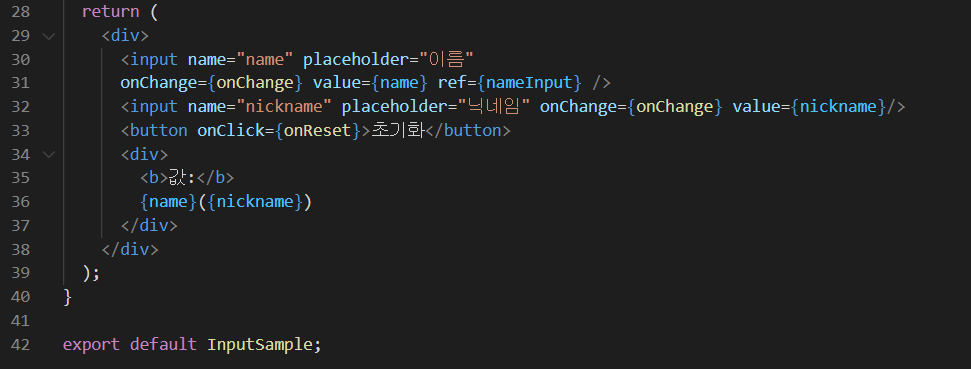 28 return (
29 <div>
30 <input name="name" placeholder="이름"
31 onChange={onChange} value={name} ref={nameInput} />
32 <input name="nickname" placeholder="닉네임" onChange={onChange} value={nickname}/>
33 <button onClick={onReset}>초기화</button>
34 <div>
35 <b>값:</b>
36 {name}({nickname})
37 </div>
38 </div>
39 );
40 }
41
42 export default InputSample;